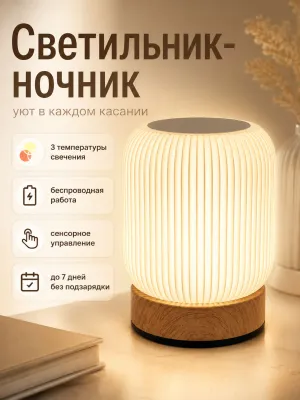 Светильник-
ночник
уют в каждом касании
3 температуры
свечения
беспроводная
работа
сенсорное
управление
до 7 дней
без подзарядки